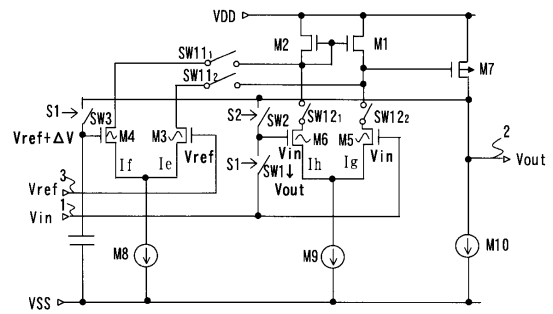 VDD
M2
M1
SW11₁
M7
SW11₂
S1→
SW3
S2→
SW12₁
SW12₂
Vref+ΔV
M4
M3
SW2
M6
M5
2
If
Ie
Vref
Vin
Ih
Ig
Vin
Vout
S1→
SW1↓
Vout
3
Vref
1
Vin
M8
M9
M10
VSS